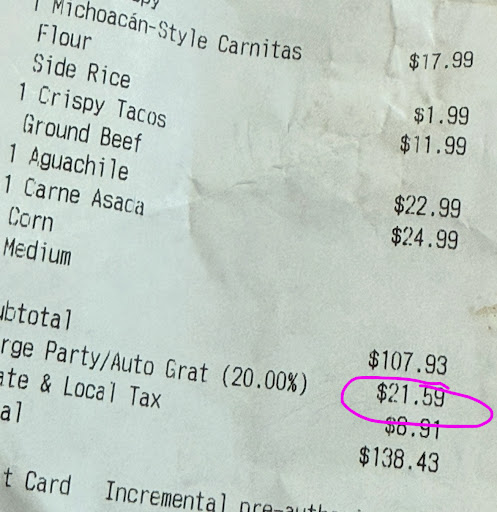 1 Michoacán-Style Carnitas $17.99
Flour
Side Rice $1.99
1 Crispy Tacos $11.99
Ground Beef
1 Aguachile $22.99
1 Carne Asaca $24.99
Corn
Medium
ubtotal $107.93
rge Party/Auto Grat (20.00%) $21.59
ate & Local Tax $8.91
al $138.43
t Card Incremental